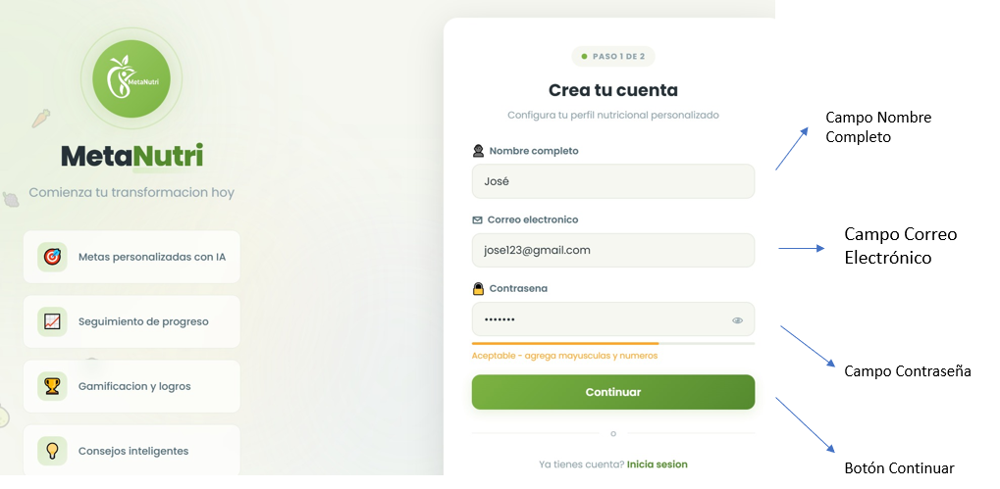 MetaNutri
MetaNutri
Comienza tu transformacion hoy
Metas personalizadas con IA
Seguimiento de progreso
Gamificacion y logros
Consejos inteligentes
PASO 1 DE 2
Crea tu cuenta
Configura tu perfil nutricional personalizado
Nombre completo
José
Correo electronico
jose123@gmail.com
Contrasena
•••••••
Aceptable - agrega mayusculas y numeros
Continuar
o
Ya tienes cuenta? Inicia sesion
Campo Nombre
Completo
Campo Correo
Electrónico
Campo Contraseña
Botón Continuar